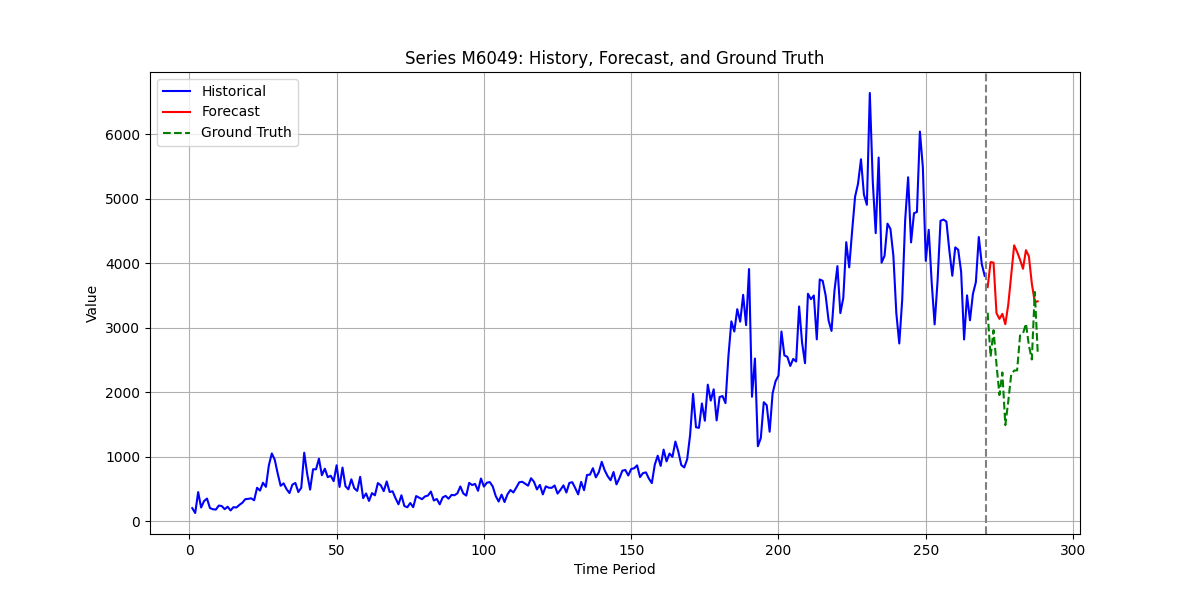 Series M6049: History, Forecast, and Ground Truth
Historical
Forecast
Ground Truth
Value
6000
5000
4000
3000
2000
1000
0
0 50 100 150 200 250 300
Time Period